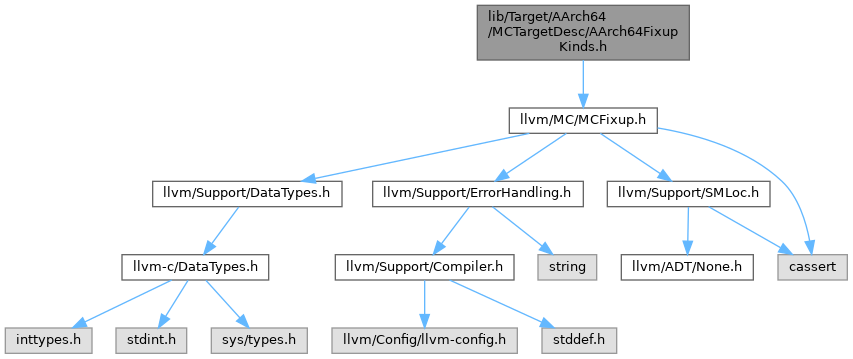 lib/Target/AArch64
/MCTargetDesc/AArch64Fixup
Kinds.h
llvm/MC/MCFixup.h
llvm/Support/DataTypes.h
llvm/Support/ErrorHandling.h
llvm/Support/SMLoc.h
llvm-c/DataTypes.h
llvm/Support/Compiler.h
string
llvm/ADT/None.h
cassert
inttypes.h
stdint.h
sys/types.h
llvm/Config/llvm-config.h
stddef.h